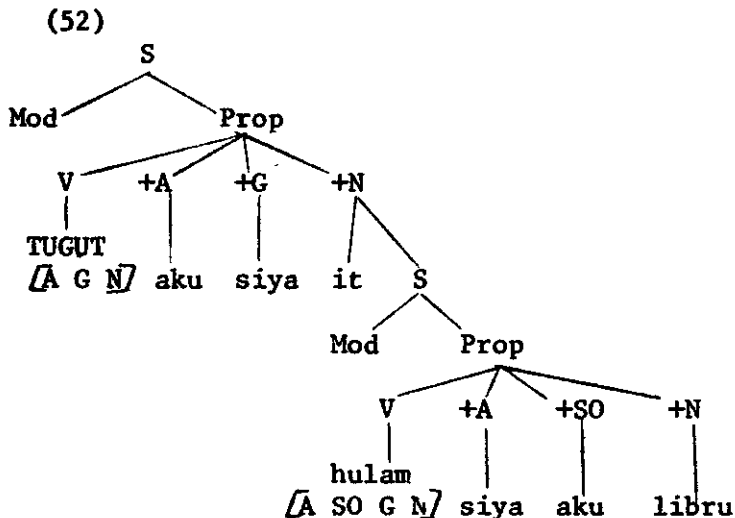 (52)
S
Mod Prop
V +A +G +N
TUGUT
[A G N] aku siya it S
Mod Prop
V +A +SO +N
hulam
[A SO G N] siya aku libru